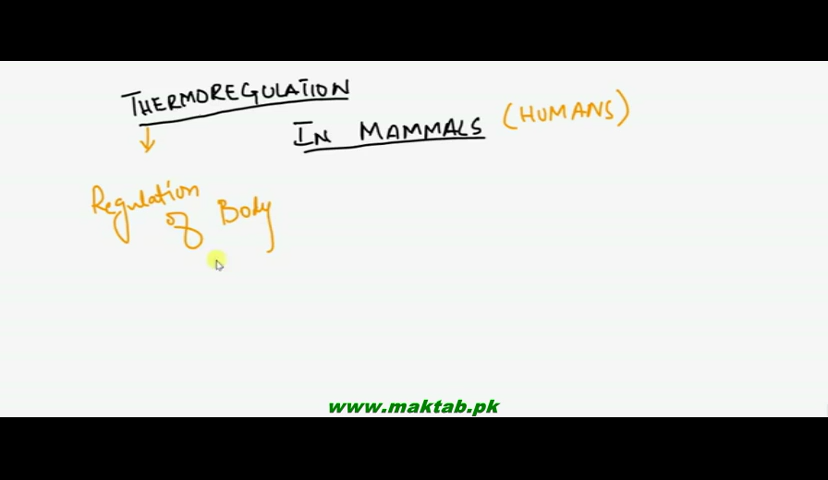 THERMOREGULATION
IN MAMMALS (HUMANS)
Regulation
of Body
www.maktab.pk